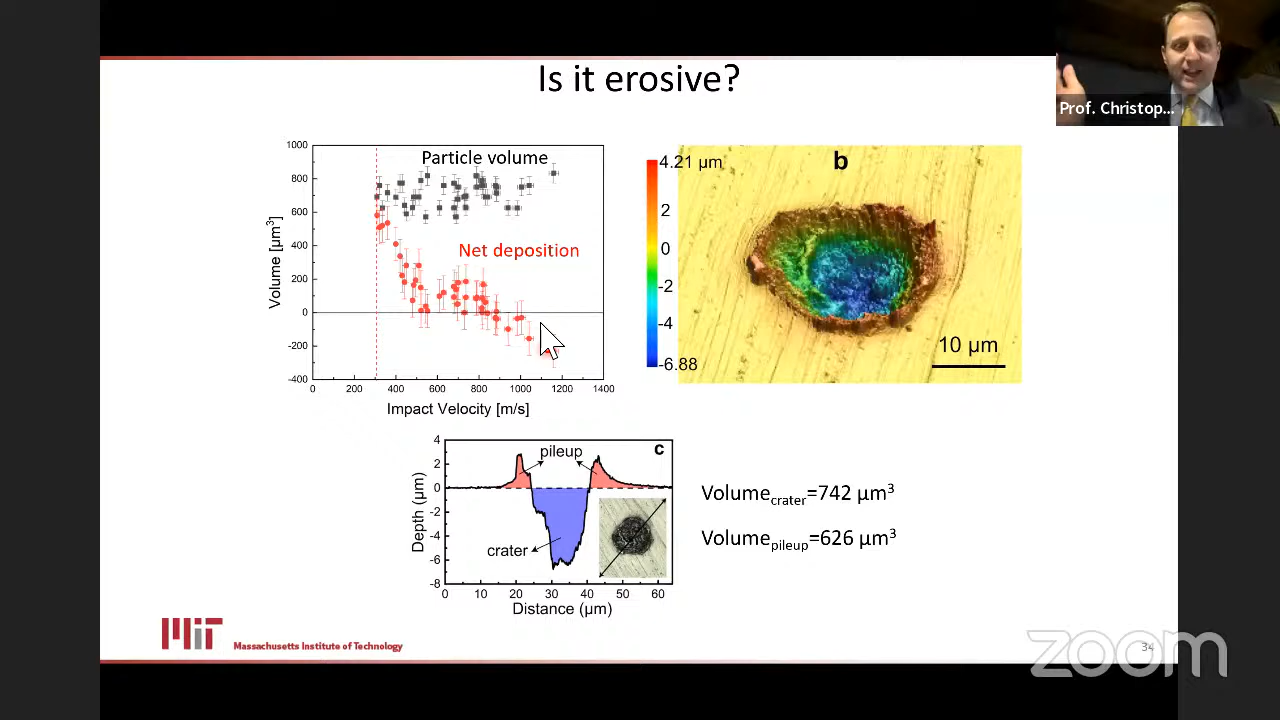 Is it erosive?
Prof. Christop...
1000
800
600
400
200
0
-200
-400
Volume [µm³]
Particle volume
Net deposition
0
200
400
600
800
1000
1200
1400
Impact Velocity [m/s]
4.21 µm
2
0
-2
-4
-6.88
b
10 µm
4
2
0
-2
-4
-6
-8
Depth (µm)
pileup
c
crater
0
10
20
30
40
50
60
Distance (µm)
Volumecrater=742 µm³
Volumepileup=626 µm³
MIT
Massachusetts Institute of Technology
34
zoom